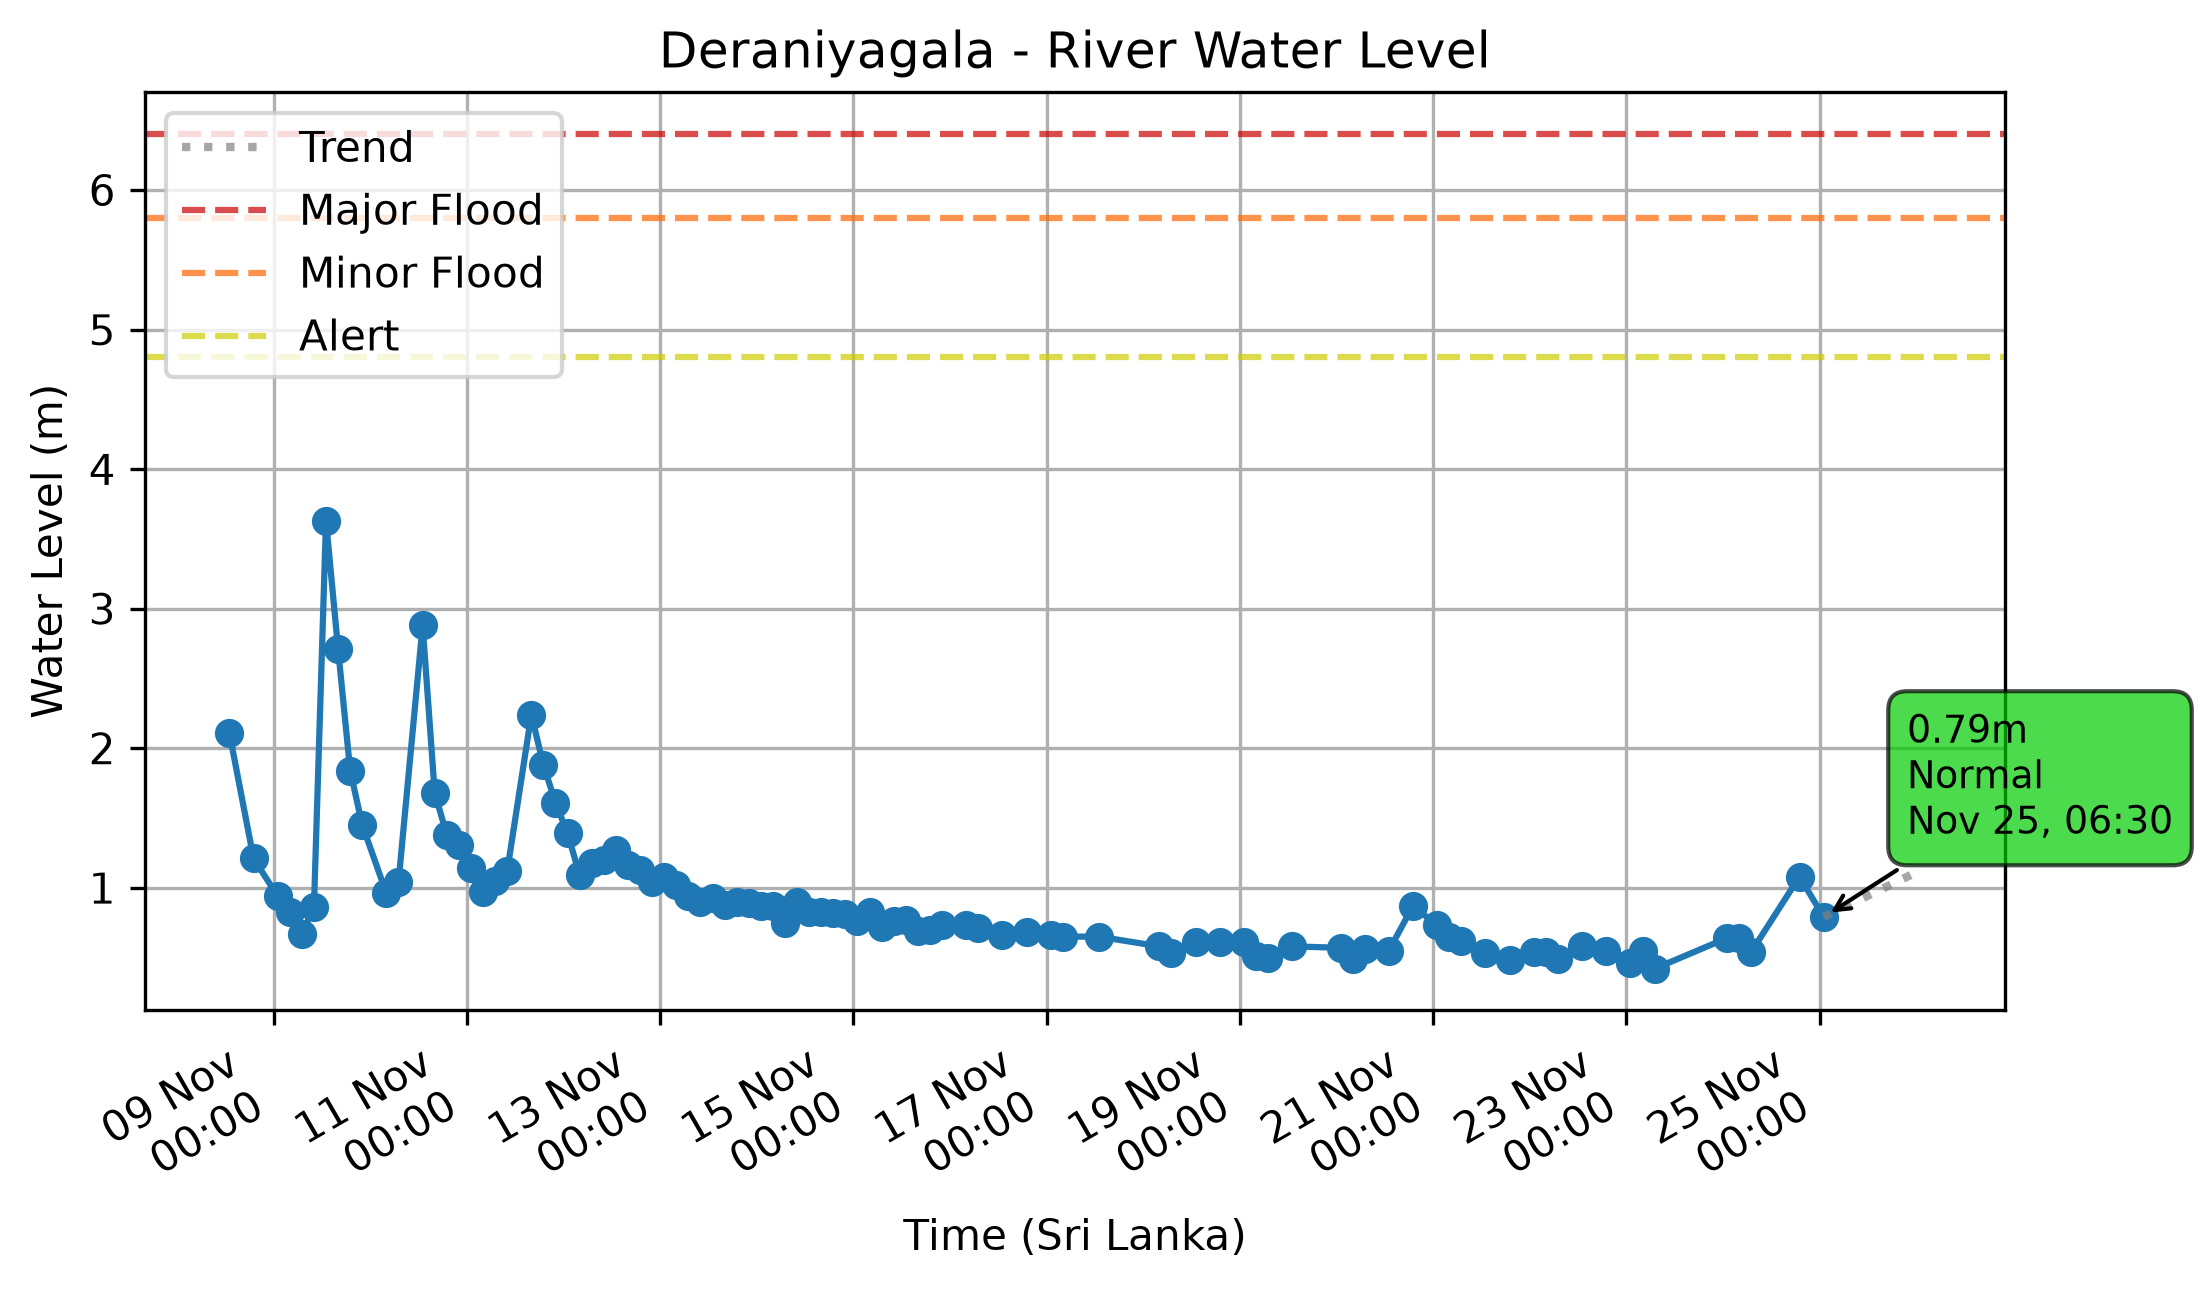 Deraniyagala - River Water Level
Trend
Major Flood
Minor Flood
Alert
Water Level (m)
6
5
4
3
2
1
0.79m
Normal
Nov 25, 06:30
09 Nov
00:00
11 Nov
00:00
13 Nov
00:00
15 Nov
00:00
17 Nov
00:00
19 Nov
00:00
21 Nov
00:00
23 Nov
00:00
25 Nov
00:00
Time (Sri Lanka)